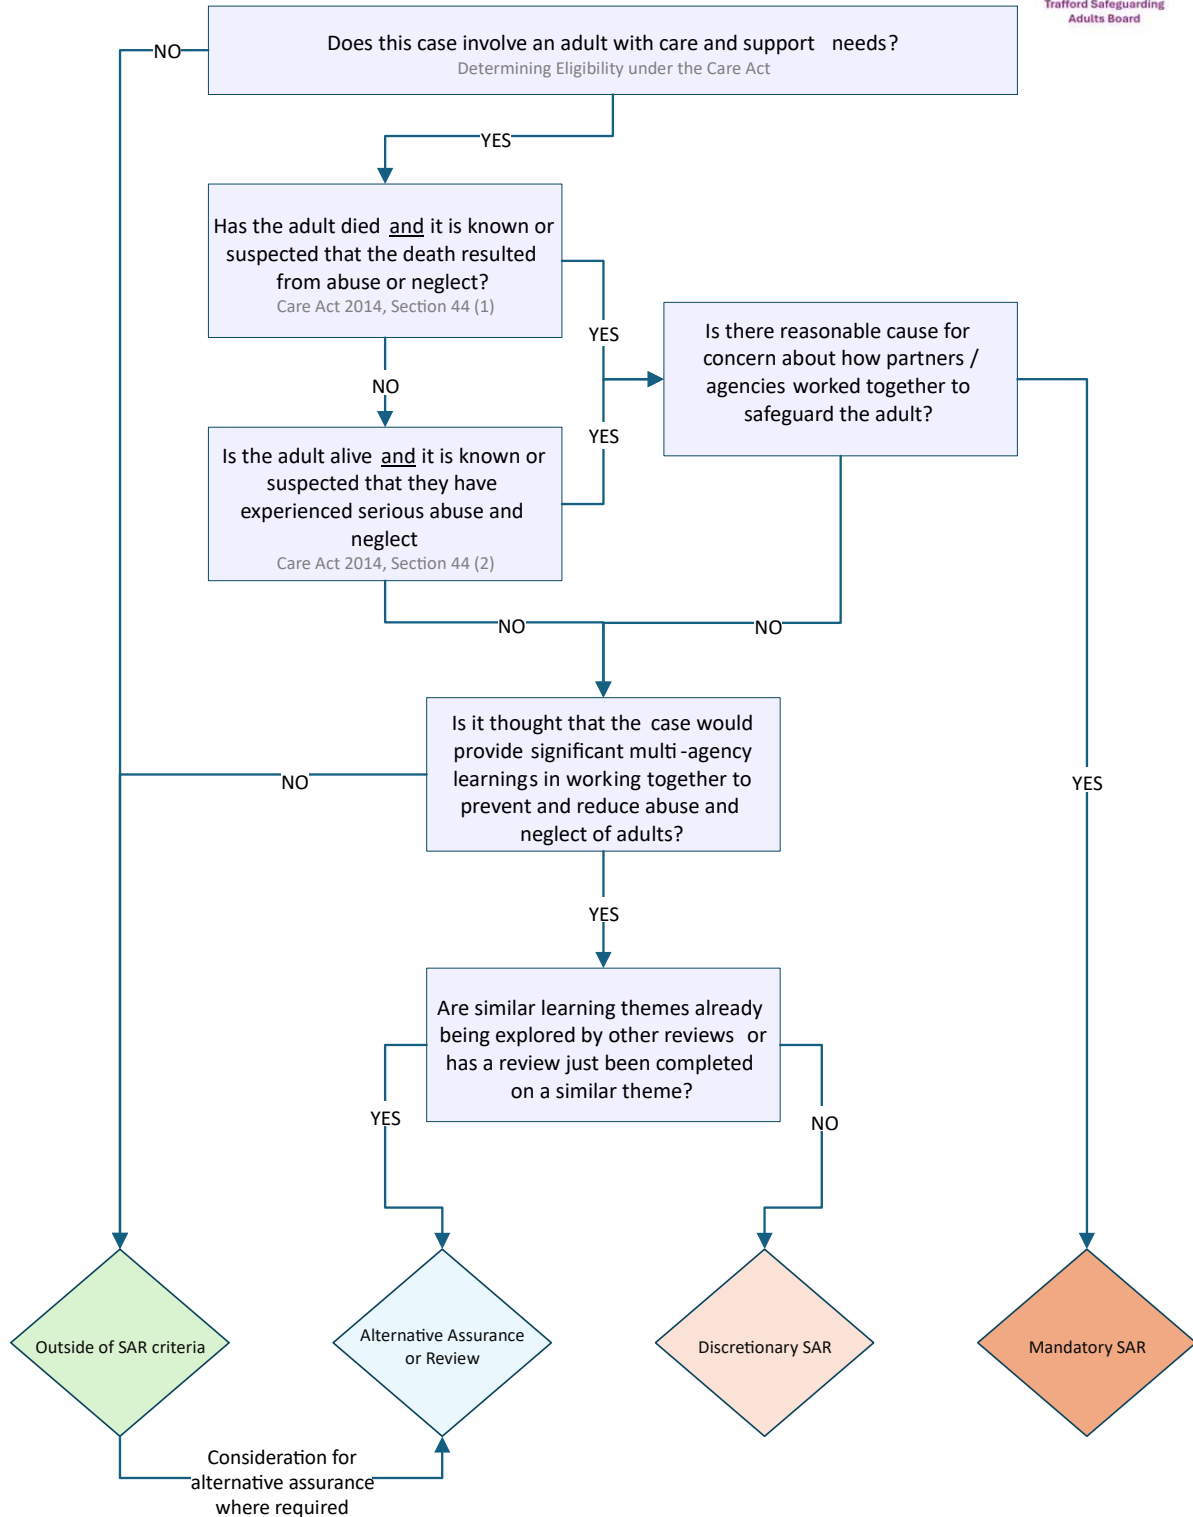 Trafford Safeguarding
Adults Board
NO
Does this case involve an adult with care and support needs?
Determining Eligibility under the Care Act
YES
Has the adult died and it is known or
suspected that the death resulted
from abuse or neglect?
Care Act 2014, Section 44 (1)
YES
Is there reasonable cause for
concern about how partners /
agencies worked together to
safeguard the adult?
NO
YES
Is the adult alive and it is known or
suspected that they have
experienced serious abuse and
neglect
Care Act 2014, Section 44 (2)
NO
NO
Is it thought that the case would
provide significant multi-agency
learnings in working together to
prevent and reduce abuse and
neglect of adults?
NO
YES
YES
Are similar learning themes already
being explored by other reviews or
has a review just been completed
on a similar theme?
YES
NO
Outside of SAR criteria
Alternative Assurance
or Review
Discretionary SAR
Mandatory SAR
Consideration for
alternative assurance
where required